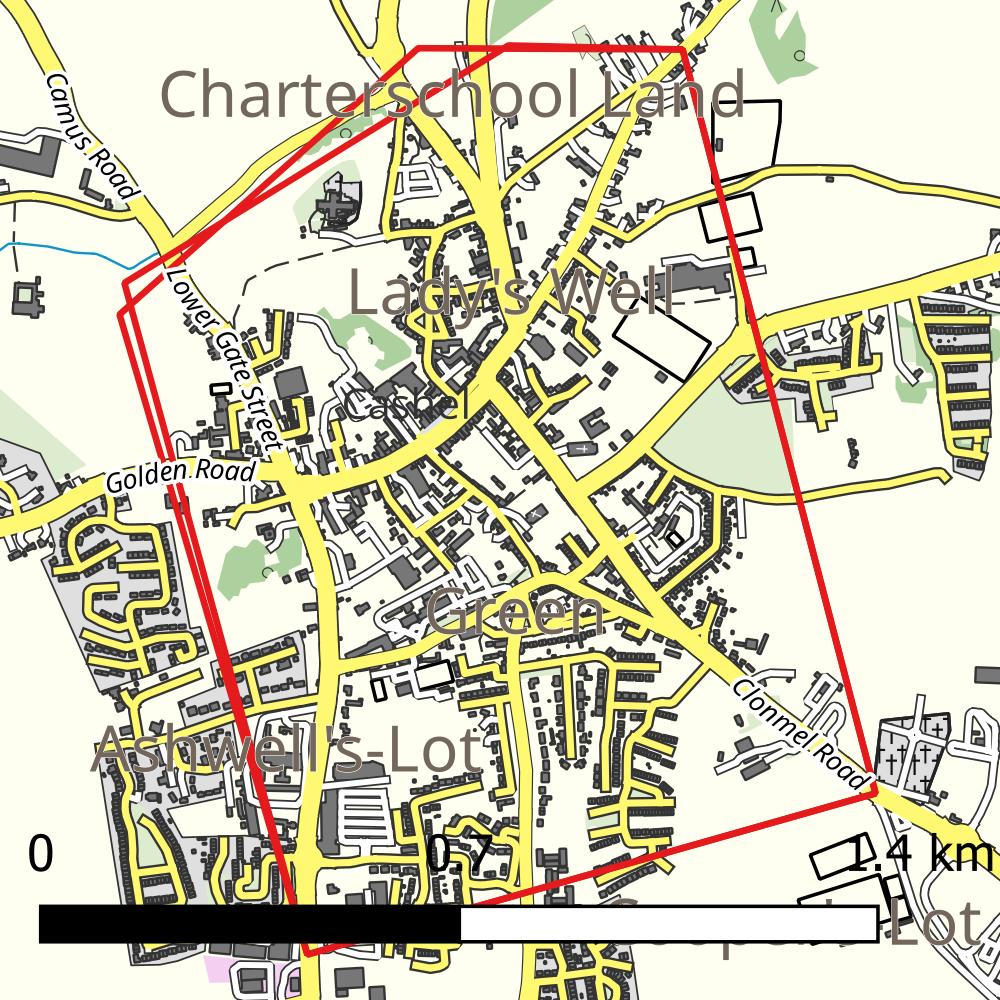 Camus Road
Charterschool Land
Lower Gate Street
Lady's Well
Cashel
Golden Road
Green
Clonmel Road
Ashwell's-Lot
0
0.7
1.4 km
Cooper's-Lot